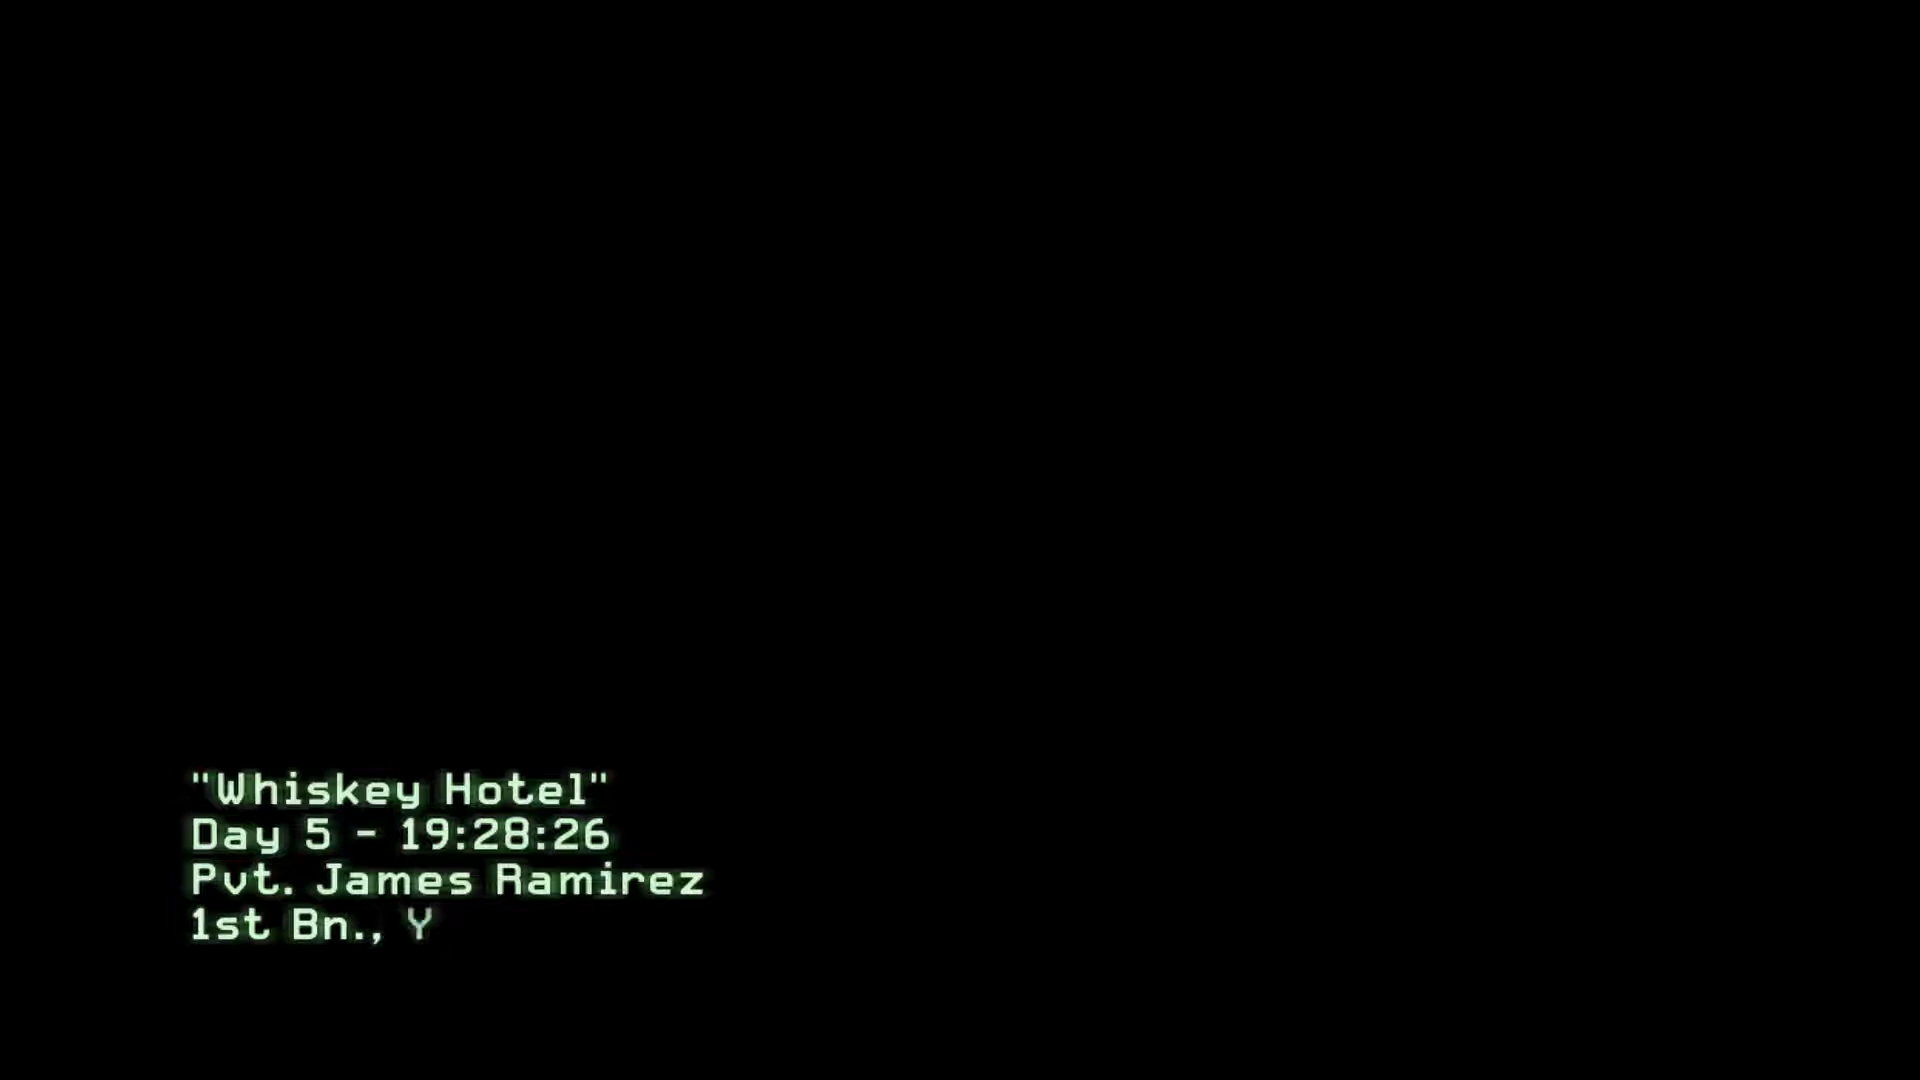 "Whiskey Hotel"
Day 5 - 19:28:26
Pvt. James Ramirez
1st Bn., Y